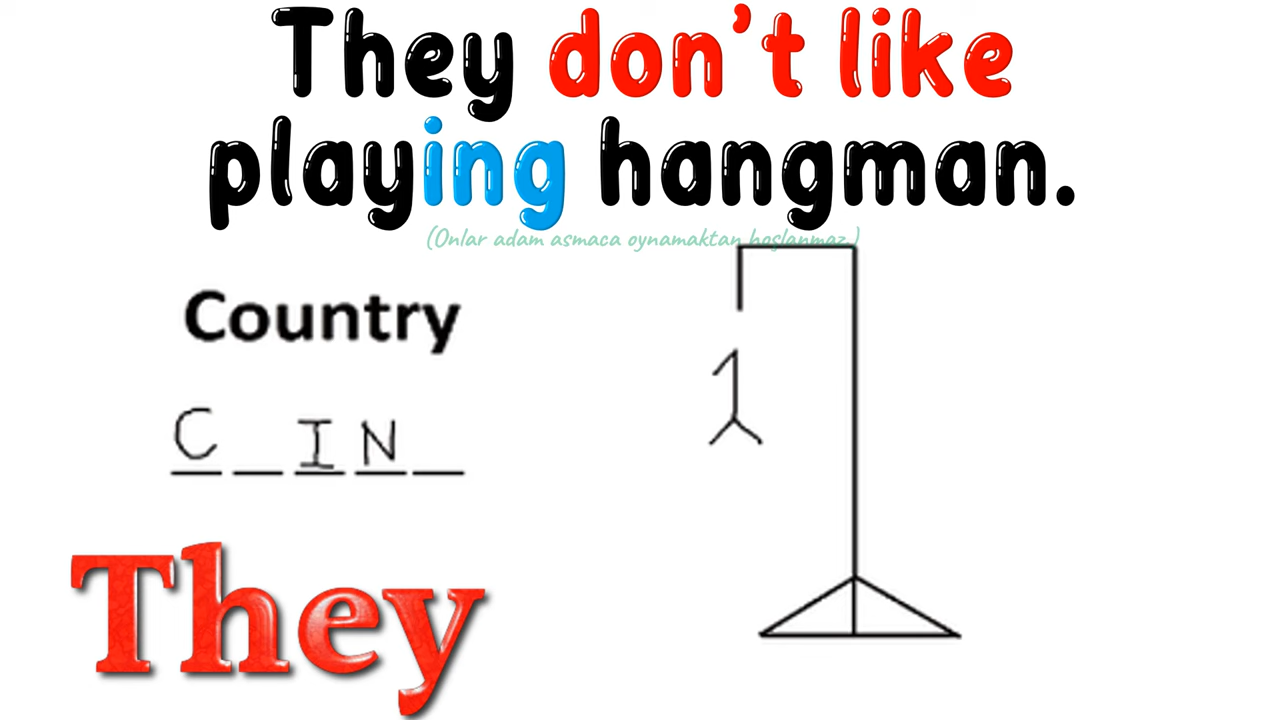 They don't like
playing hangman.
(Onlar adam asmaca oynamaktan hoşlanmaz.)
Country
C _ I N _
They